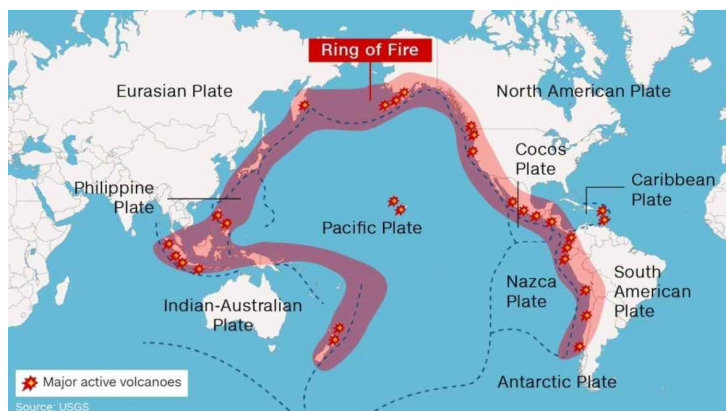 Ring of Fire
Eurasian Plate
North American Plate
Cocos
Plate
Caribbean
Plate
Philippine
Plate
Pacific Plate
Indian-Australian
Plate
Nazca
Plate
South
American
Plate
Antarctic Plate
Major active volcanoes
Source: USGS